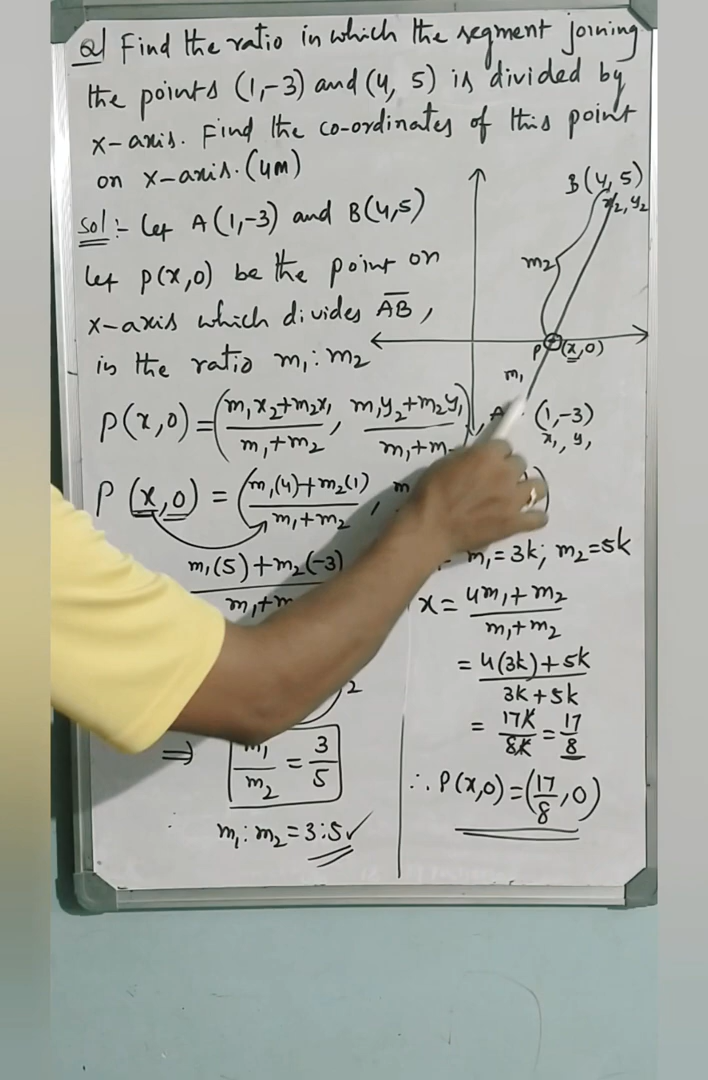 Q) Find the ratio in which the segment joining
the points (1,-3) and (4, 5) is divided by
x-axis. Find the co-ordinates of this point
on x-axis. (4m)
Sol:- Let A(1,-3) and B(4,5)
Let P(x,0) be the point on
x-axis which divides AB,
in the ratio m₁:m₂
P(x,0) = (m₁x₂+m₂x₁/m₁+m₂, m₁y₂+m₂y₁/m₁+m
P(x,0) = (m₁(4)+m₂(1)/m₁+m₂, m
m₁(5)+m₂(-3)
m₁+m
2
⇒ m₁/m₂ = 3/5
m₁:m₂ = 3:5✓
B(4,5)
x₂,y₂
m₂
P (x,0)
m₁
A (1,-3)
x₁, y₁
m₁=3k; m₂=5k
x = 4m₁+m₂/m₁+m₂
= 4(3k)+5k/3k+5k
= 17k/8k = 17/8
∴ P(x,0)=(17/8,0)